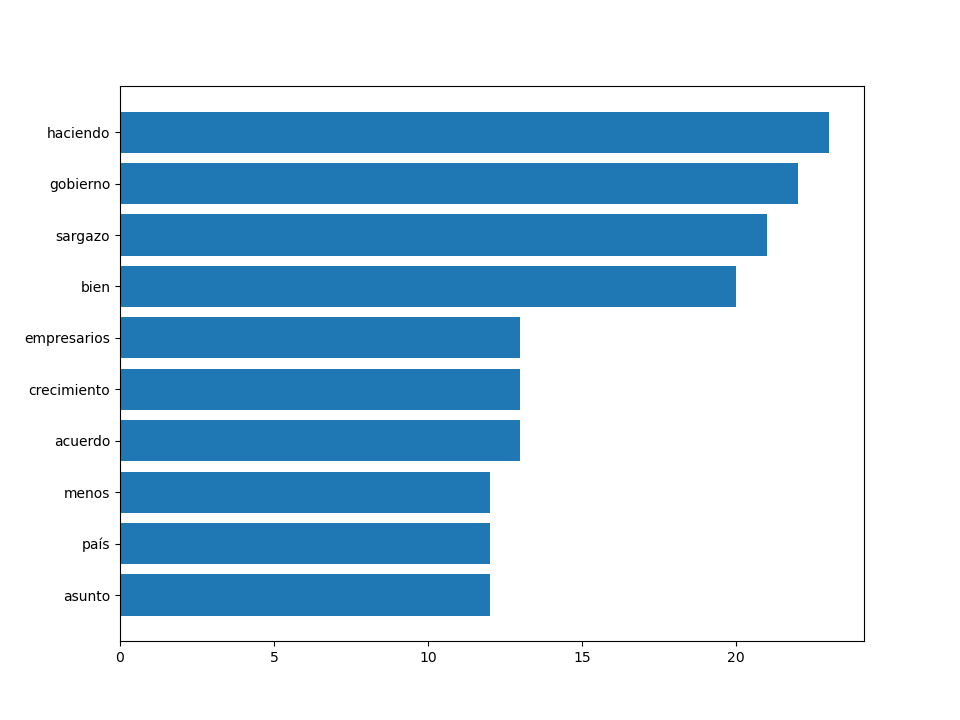 haciendo
gobierno
sargazo
bien
empresarios
crecimiento
acuerdo
menos
país
asunto
0 5 10 15 20